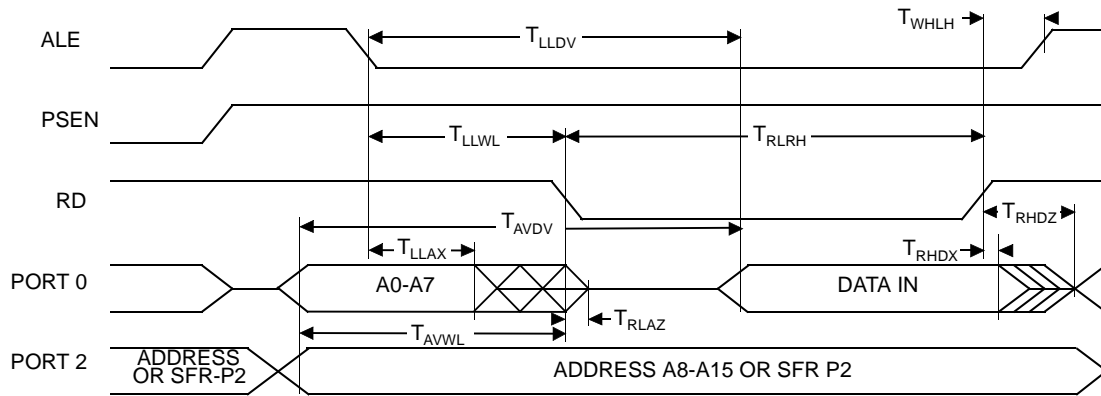 ALE
T_WHLH
T_LLDV
PSEN
T_LLWL
T_RLRH
RD
T_AVDV
T_RHDZ
T_LLAX
T_RHDX
PORT 0
A0-A7
DATA IN
T_RLAZ
T_AVWL
PORT 2
ADDRESS
OR SFR-P2
ADDRESS A8-A15 OR SFR P2